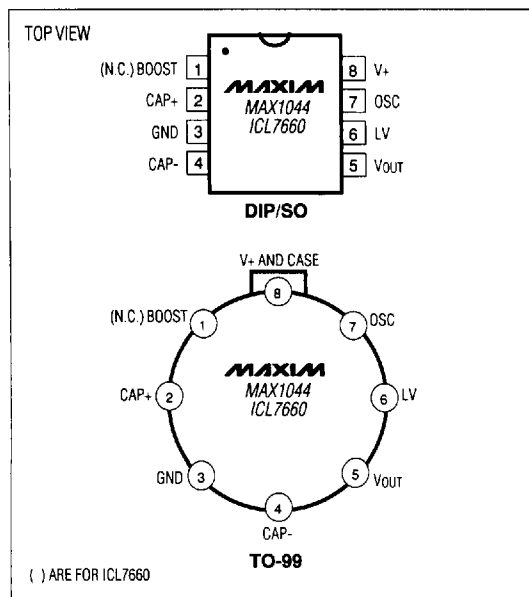 TOP VIEW
(N.C.) BOOST 1
CAP+ 2
GND 3
CAP- 4
MAXIM
MAX1044
ICL7660
8 V+
7 OSC
6 LV
5 VOUT
DIP/SO
V+ AND CASE
8
(N.C.) BOOST 1
7 OSC
MAXIM
MAX1044
ICL7660
CAP+ 2
6 LV
GND 3
5 VOUT
4
CAP-
TO-99
( ) ARE FOR ICL7660